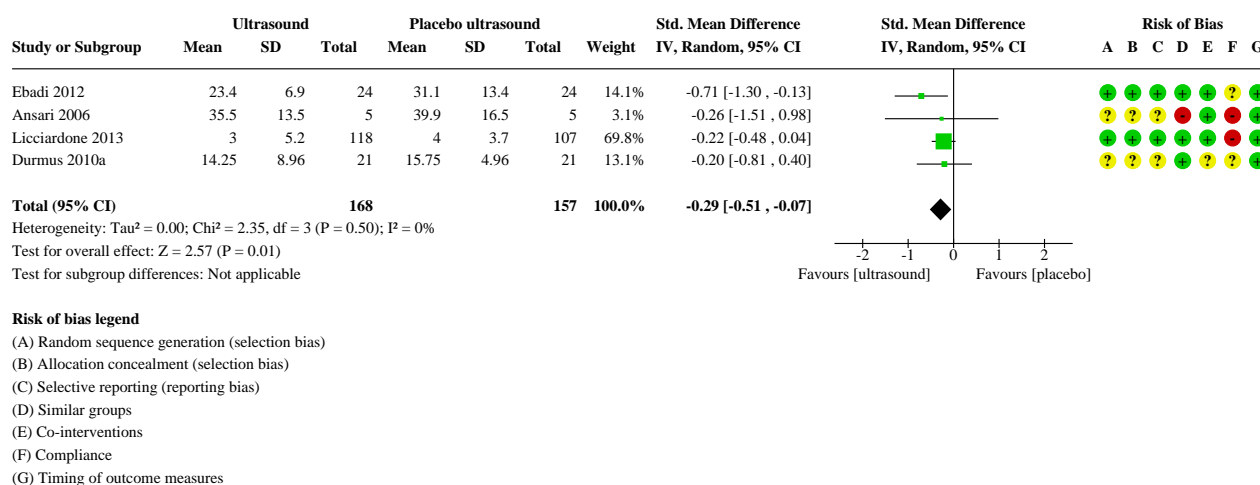 Ultrasound Placebo ultrasound Std. Mean Difference Std. Mean Difference Risk of Bias
Study or Subgroup Mean SD Total Mean SD Total Weight IV, Random, 95% CI IV, Random, 95% CI A B C D E F G
Ebadi 2012 23.4 6.9 24 31.1 13.4 24 14.1% -0.71 [-1.30 , -0.13] + + + + + ? +
Ansari 2006 35.5 13.5 5 39.9 16.5 5 3.1% -0.26 [-1.51 , 0.98] ? ? ? - + - +
Licciardone 2013 3 5.2 118 4 3.7 107 69.8% -0.22 [-0.48 , 0.04] + + + + + - +
Durmus 2010a 14.25 8.96 21 15.75 4.96 21 13.1% -0.20 [-0.81 , 0.40] ? ? ? + ? ? +
Total (95% CI) 168 157 100.0% -0.29 [-0.51 , -0.07]
Heterogeneity: Tau² = 0.00; Chi² = 2.35, df = 3 (P = 0.50); I² = 0%
Test for overall effect: Z = 2.57 (P = 0.01)
-2 -1 0 1 2
Test for subgroup differences: Not applicable
Favours [ultrasound] Favours [placebo]
Risk of bias legend
(A) Random sequence generation (selection bias)
(B) Allocation concealment (selection bias)
(C) Selective reporting (reporting bias)
(D) Similar groups
(E) Co-interventions
(F) Compliance
(G) Timing of outcome measures